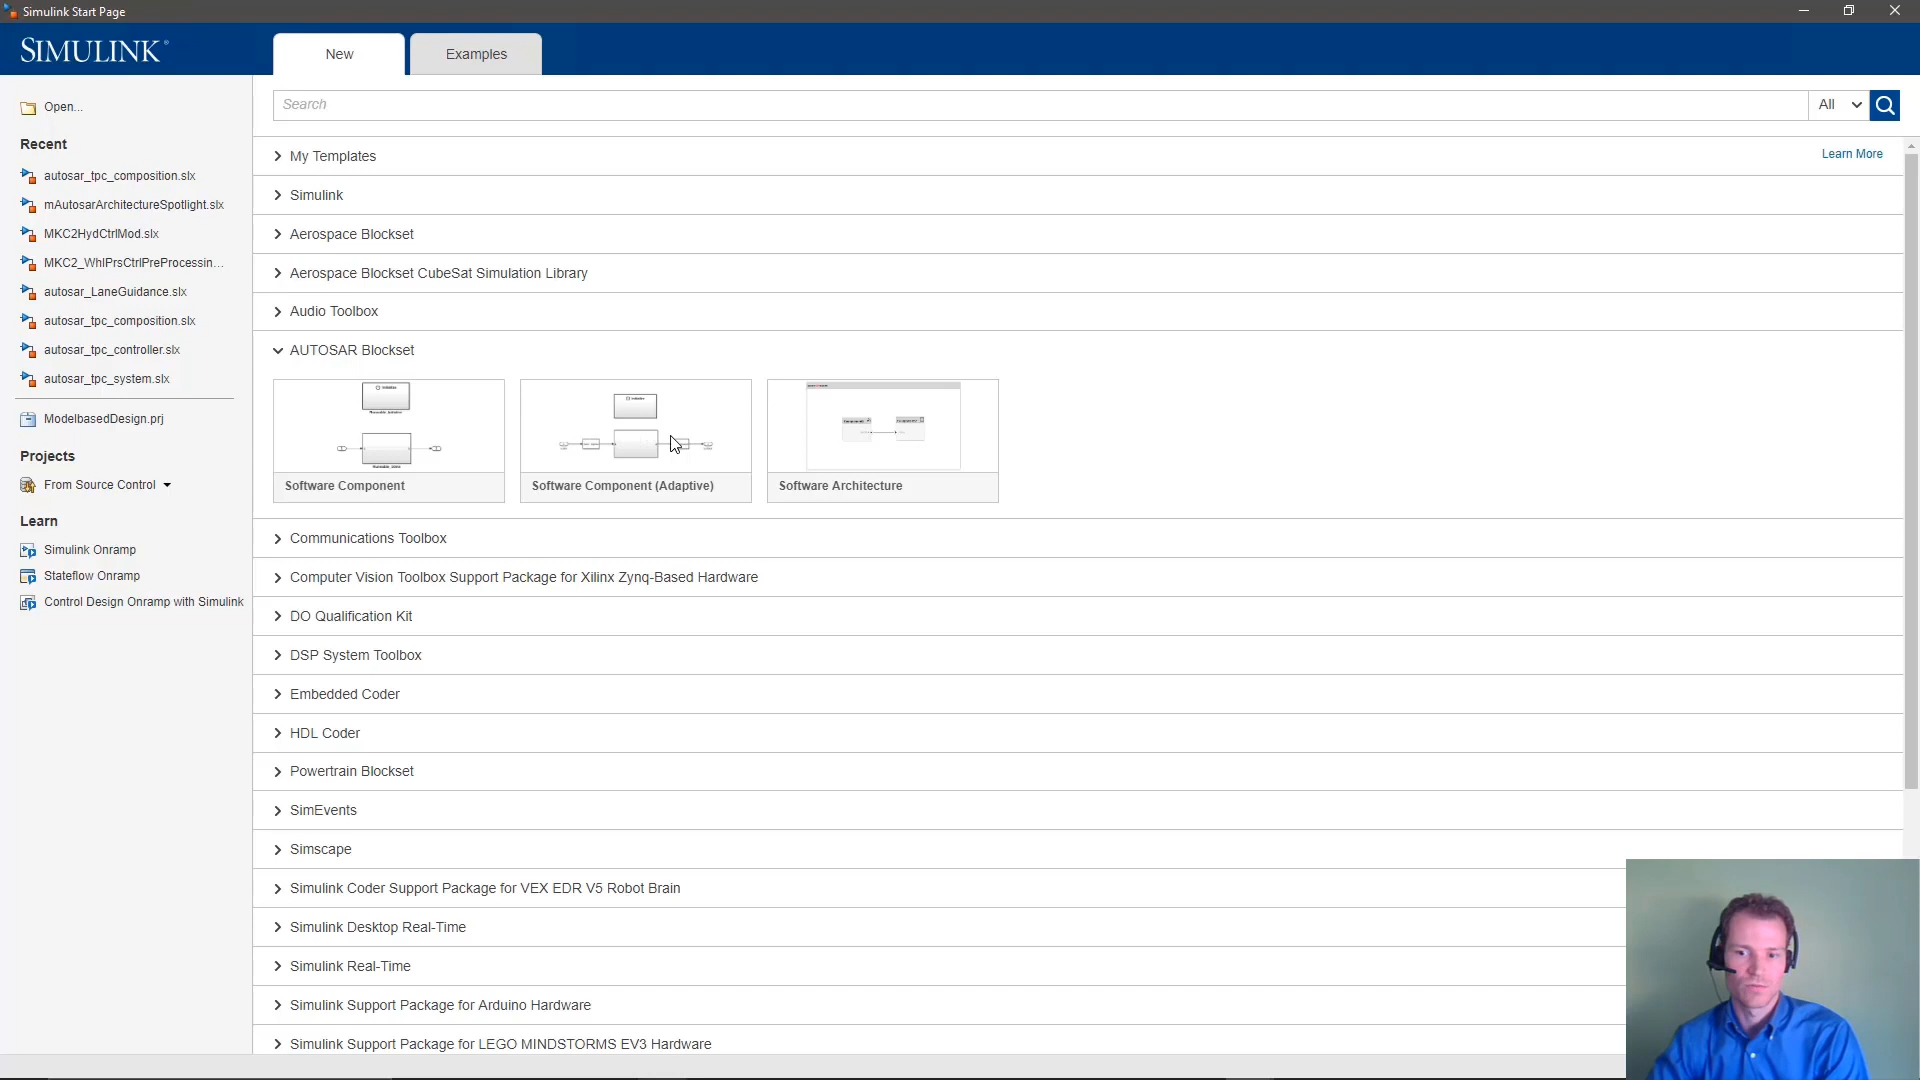 Simulink Start Page
SIMULINK®
New
Examples
Open...
Recent
autosar_tpc_composition.slx
mAutosarArchitectureSpotlight.slx
MKC2HydCtrlMod.slx
MKC2_WhlPrsCtrlPreProcessin...
autosar_LaneGuidance.slx
autosar_tpc_composition.slx
autosar_tpc_controller.slx
autosar_tpc_system.slx
ModelbasedDesign.prj
Projects
From Source Control
Learn
Simulink Onramp
Stateflow Onramp
Control Design Onramp with Simulink
Search
All
My Templates
Learn More
Simulink
Aerospace Blockset
Aerospace Blockset CubeSat Simulation Library
Audio Toolbox
AUTOSAR Blockset
Software Component
Software Component (Adaptive)
Software Architecture
Communications Toolbox
Computer Vision Toolbox Support Package for Xilinx Zynq-Based Hardware
DO Qualification Kit
DSP System Toolbox
Embedded Coder
HDL Coder
Powertrain Blockset
SimEvents
Simscape
Simulink Coder Support Package for VEX EDR V5 Robot Brain
Simulink Desktop Real-Time
Simulink Real-Time
Simulink Support Package for Arduino Hardware
Simulink Support Package for LEGO MINDSTORMS EV3 Hardware